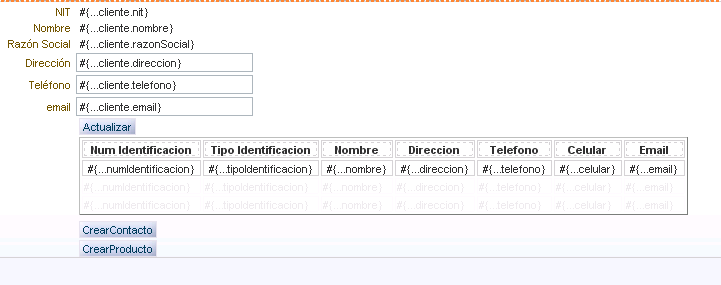 NIT #{...cliente.nit}
Nombre #{...cliente.nombre}
Razón Social #{...cliente.razonSocial}
Dirección #{...cliente.direccion}
Teléfono #{...cliente.telefono}
email #{...cliente.email}
Actualizar
Num Identificacion Tipo Identificacion Nombre Direccion Telefono Celular Email
#{...numIdentificacion} #{...tipoIdentificacion} #{...nombre} #{...direccion} #{...telefono} #{...celular} #{...email}
#{...numIdentificacion} #{...tipoIdentificacion} #{...nombre} #{...direccion} #{...telefono} #{...celular} #{...email}
#{...numIdentificacion} #{...tipoIdentificacion} #{...nombre} #{...direccion} #{...telefono} #{...celular} #{...email}
CrearContacto
CrearProducto